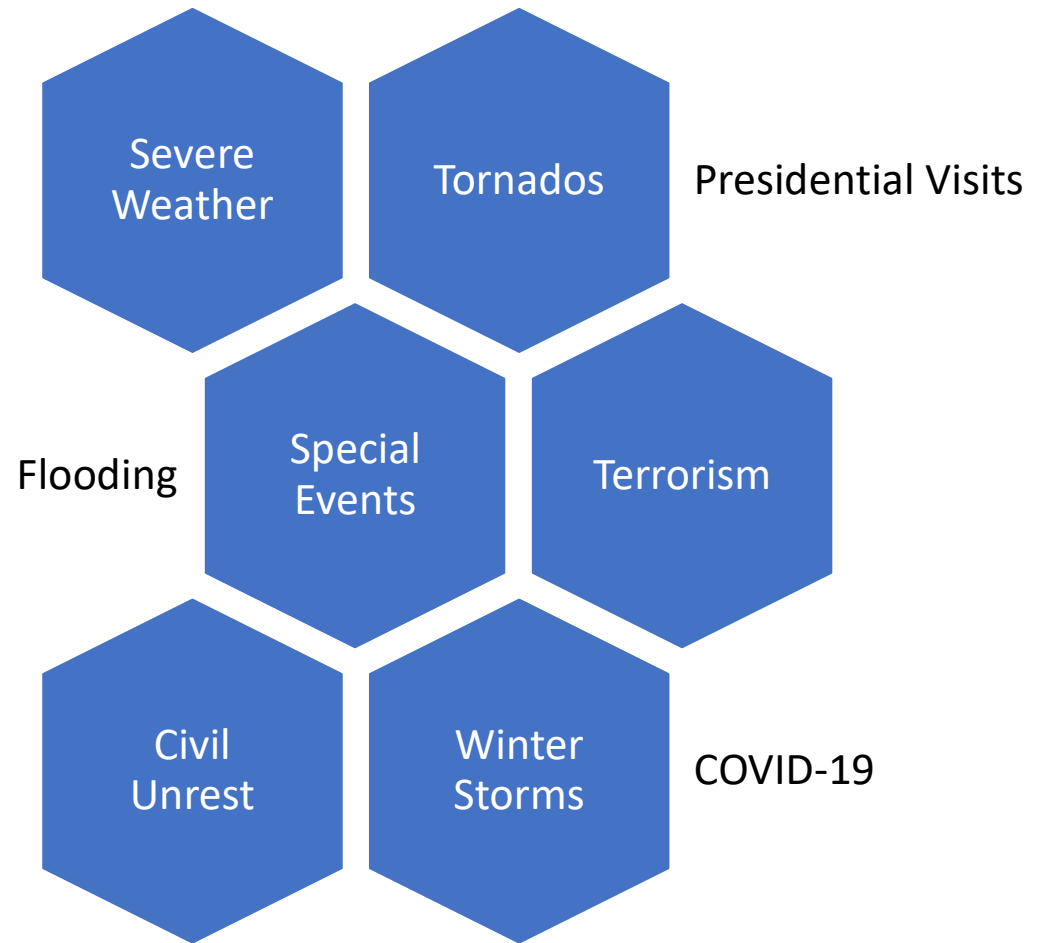 Severe
Weather
Tornados
Presidential Visits
Flooding
Special
Events
Terrorism
Civil
Unrest
Winter
Storms
COVID-19